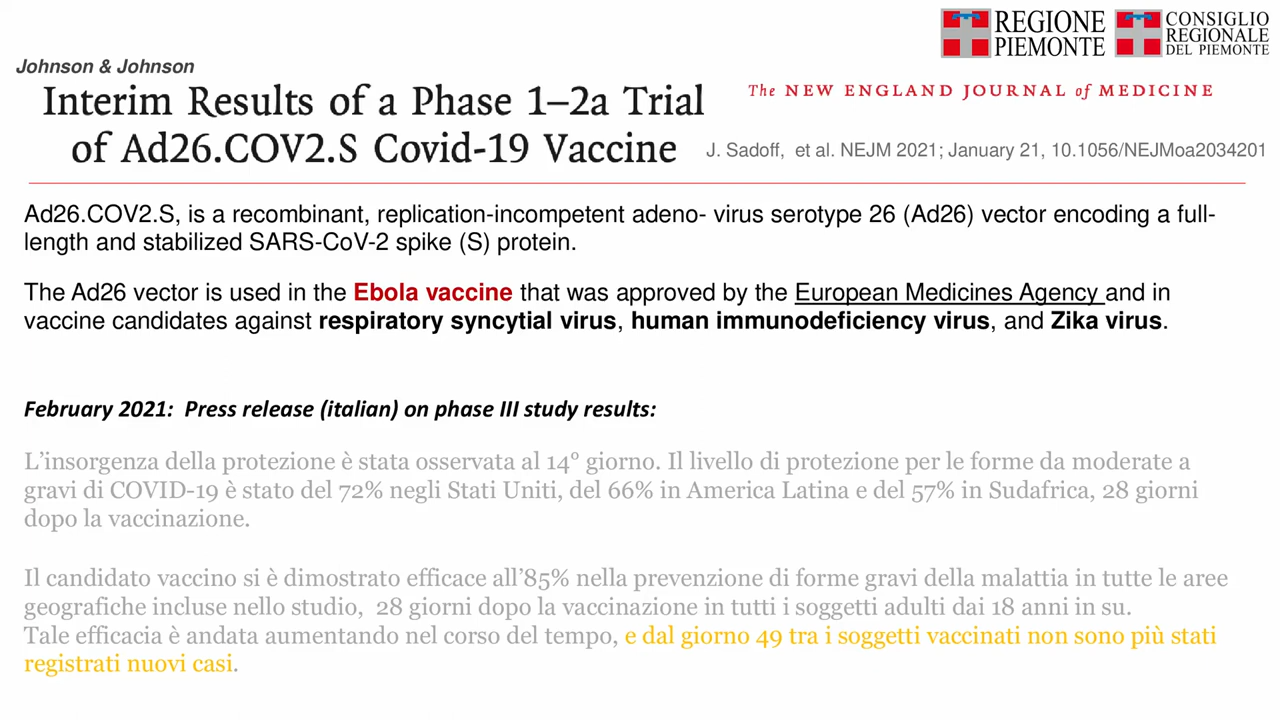 REGIONE
PIEMONTE
CONSIGLIO
REGIONALE
DEL PIEMONTE
Johnson & Johnson
Interim Results of a Phase 1–2a Trial
of Ad26.COV2.S Covid-19 Vaccine
The NEW ENGLAND JOURNAL of MEDICINE
J. Sadoff, et al. NEJM 2021; January 21, 10.1056/NEJMoa2034201
Ad26.COV2.S, is a recombinant, replication-incompetent adeno- virus serotype 26 (Ad26) vector encoding a full-
length and stabilized SARS-CoV-2 spike (S) protein.
The Ad26 vector is used in the Ebola vaccine that was approved by the European Medicines Agency and in
vaccine candidates against respiratory syncytial virus, human immunodeficiency virus, and Zika virus.
February 2021: Press release (italian) on phase III study results:
L’insorgenza della protezione è stata osservata al 14° giorno. Il livello di protezione per le forme da moderate a
gravi di COVID-19 è stato del 72% negli Stati Uniti, del 66% in America Latina e del 57% in Sudafrica, 28 giorni
dopo la vaccinazione.
Il candidato vaccino si è dimostrato efficace all’85% nella prevenzione di forme gravi della malattia in tutte le aree
geografiche incluse nello studio, 28 giorni dopo la vaccinazione in tutti i soggetti adulti dai 18 anni in su.
Tale efficacia è andata aumentando nel corso del tempo, e dal giorno 49 tra i soggetti vaccinati non sono più stati
registrati nuovi casi.